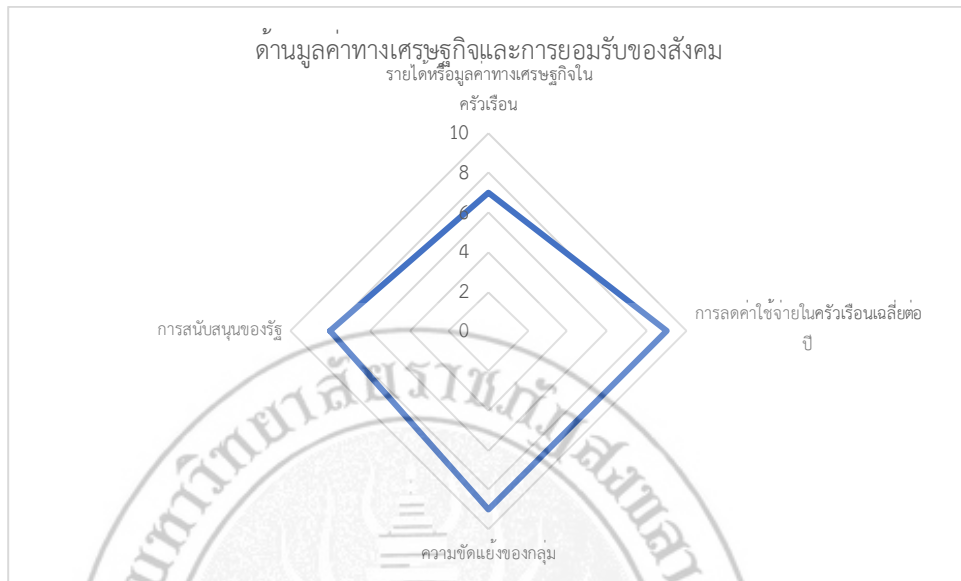 ด้านมูลค่าทางเศรษฐกิจและการยอมรับของสังคม
รายได้หรือมูลค่าทางเศรษฐกิจใน
ครัวเรือน
10
8
6
4
2
0
การลดค่าใช้จ่ายในครัวเรือนเฉลี่ยต่อ
ปี
การสนับสนุนของรัฐ
ความขัดแย้งของกลุ่ม